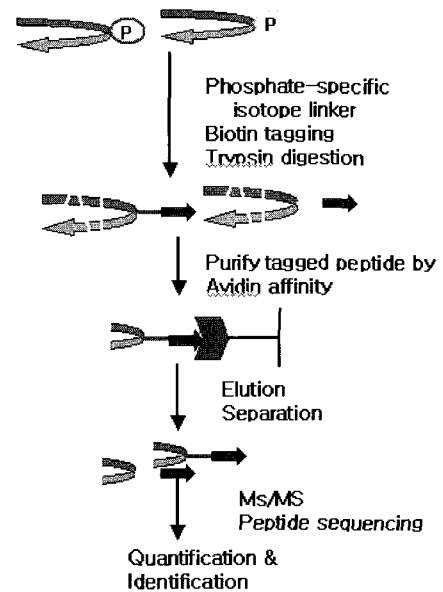 P P
Phosphate-specific
isotope linker
Biotin tagging
Trypsin digestion
Purify tagged peptide by
Avidin affinity
Elution
Separation
Ms/MS
Peptide sequencing
Quantification &
Identification